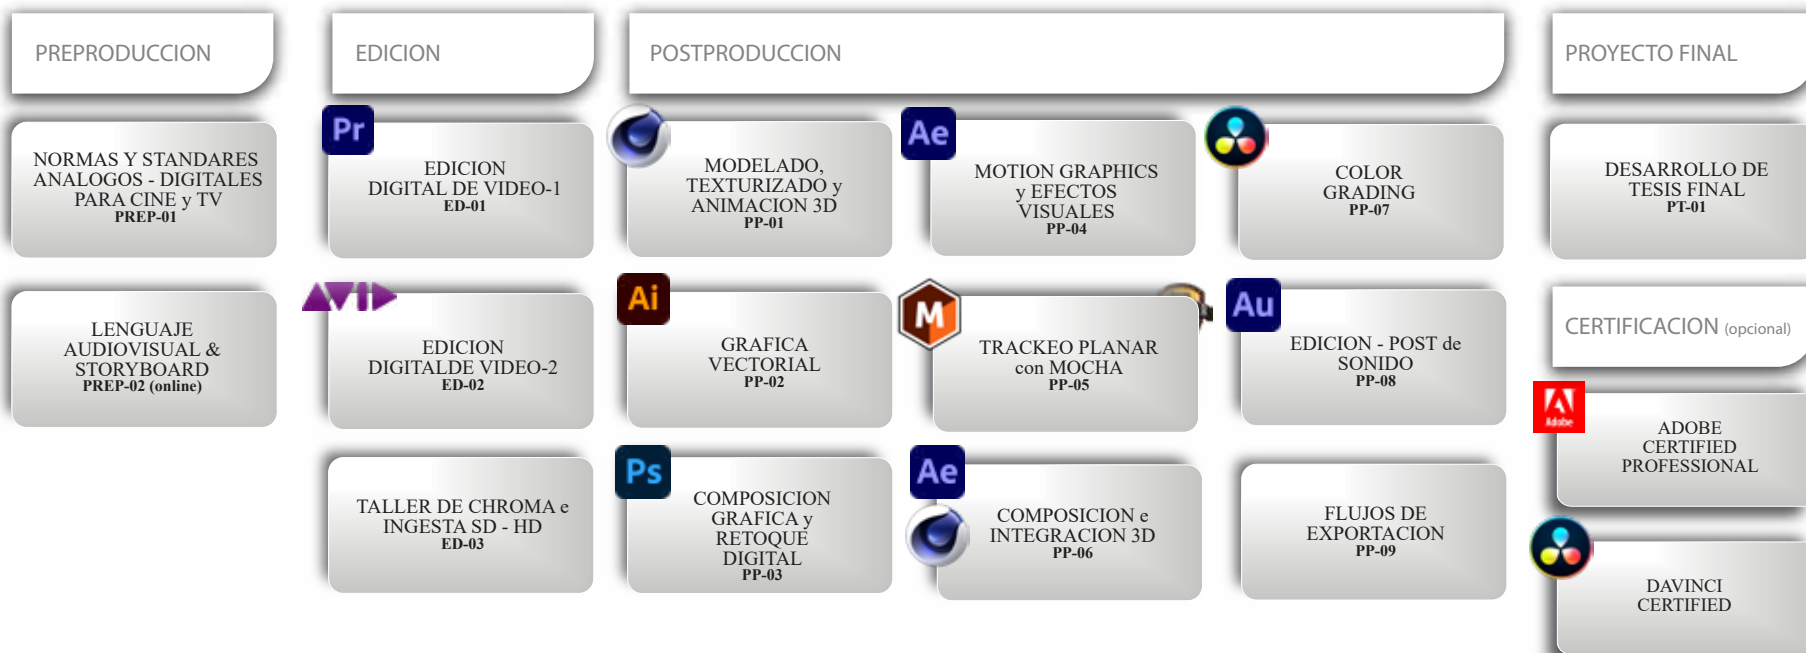 PREPRODUCCION
NORMAS Y STANDARES
ANALOGOS - DIGITALES
PARA CINE y TV
PREP-01
LENGUAJE
AUDIOVISUAL &
STORYBOARD
PREP-02 (online)
EDICION
Pr
EDICION
DIGITAL DE VIDEO-1
ED-01
AVID
EDICION
DIGITALDE VIDEO-2
ED-02
TALLER DE CHROMA e
INGESTA SD - HD
ED-03
POSTPRODUCCION
MODELADO,
TEXTURIZADO y
ANIMACION 3D
PP-01
Ai
GRAFICA
VECTORIAL
PP-02
Ps
COMPOSICION
GRAFICA y
RETOQUE
DIGITAL
PP-03
Ae
MOTION GRAPHICS
y EFECTOS
VISUALES
PP-04
M
TRACKEO PLANAR
con MOCHA
PP-05
Ae
COMPOSICION e
INTEGRACION 3D
PP-06
COLOR
GRADING
PP-07
Au
EDICION - POST de
SONIDO
PP-08
FLUJOS DE
EXPORTACION
PP-09
PROYECTO FINAL
DESARROLLO DE
TESIS FINAL
PT-01
CERTIFICACION (opcional)
Adobe
ADOBE
CERTIFIED
PROFESSIONAL
DAVINCI
CERTIFIED